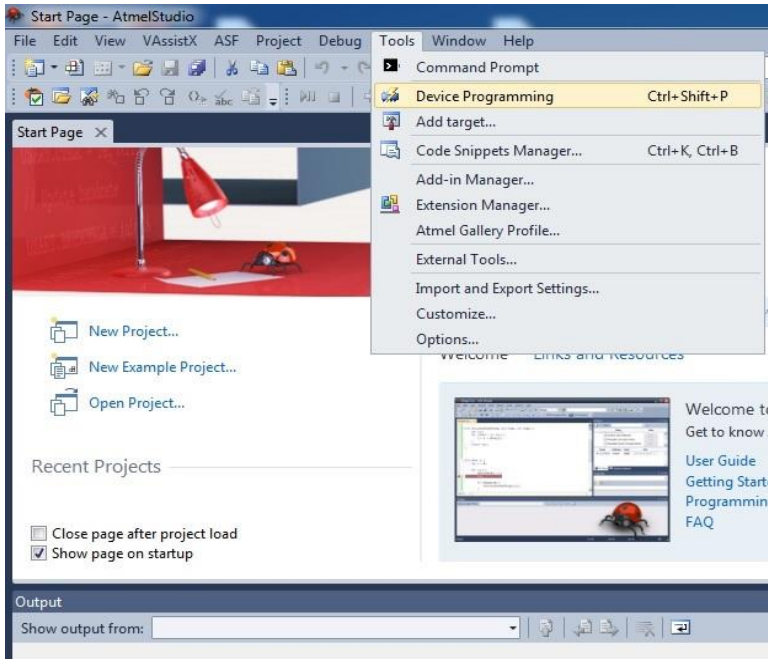 Start Page - AtmelStudio
File Edit View VAssistX ASF Project Debug Tools Window Help
Command Prompt
Device Programming Ctrl+Shift+P
Add target...
Code Snippets Manager... Ctrl+K, Ctrl+B
Add-in Manager...
Extension Manager...
Atmel Gallery Profile...
External Tools...
Import and Export Settings...
Customize...
Options...
Start Page
New Project...
New Example Project...
Open Project...
Recent Projects
Close page after project load
Show page on startup
Welcome Links and Resources
Welcome to
Get to know
User Guide
Getting Start
Programmin
FAQ
Output
Show output from: